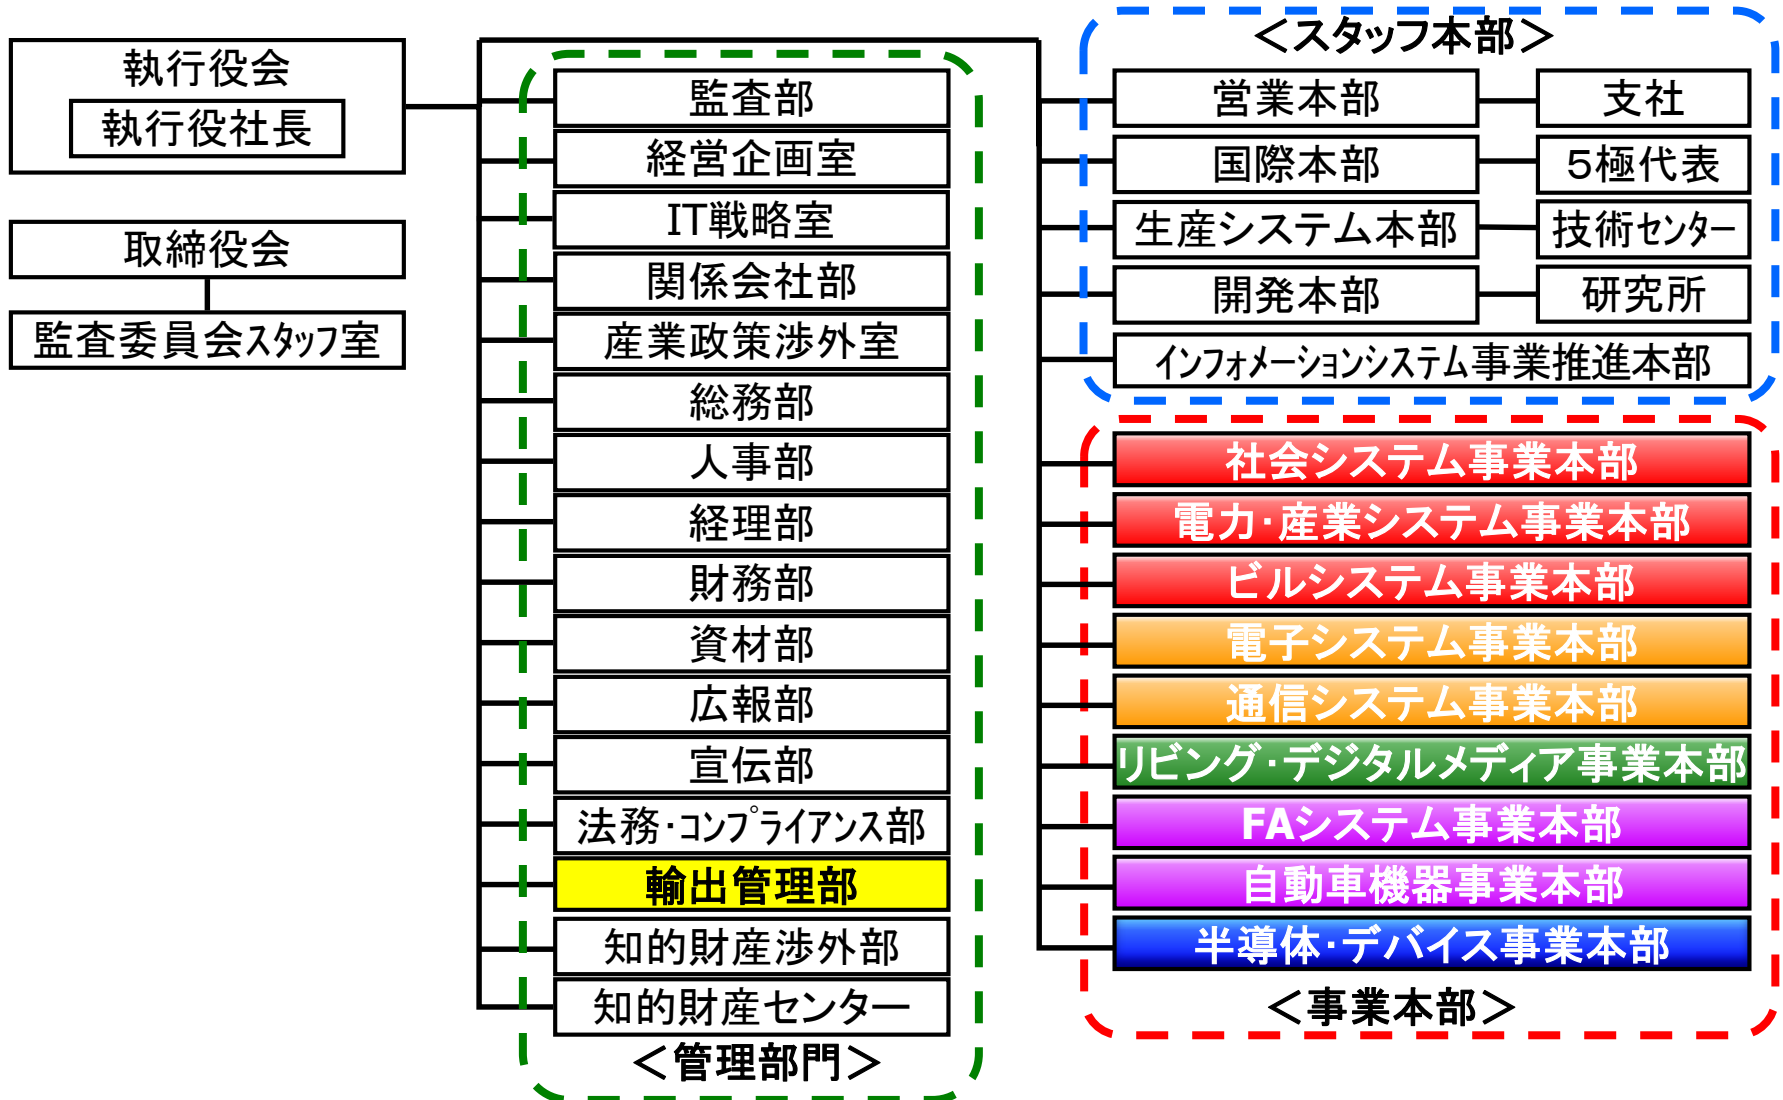 執行役会
執行役社長
取締役会
監査委員会スタッフ室
監査部
経営企画室
IT戦略室
関係会社部
産業政策渉外室
総務部
人事部
経理部
財務部
資材部
広報部
宣伝部
法務・コンプライアンス部
輸出管理部
知的財産渉外部
知的財産センター
＜管理部門＞
＜スタッフ本部＞
営業本部
支社
国際本部
５極代表
生産システム本部
技術センター
開発本部
研究所
インフォメーションシステム事業推進本部
社会システム事業本部
電力・産業システム事業本部
ビルシステム事業本部
電子システム事業本部
通信システム事業本部
リビング・デジタルメディア事業本部
FAシステム事業本部
自動車機器事業本部
半導体・デバイス事業本部
＜事業本部＞